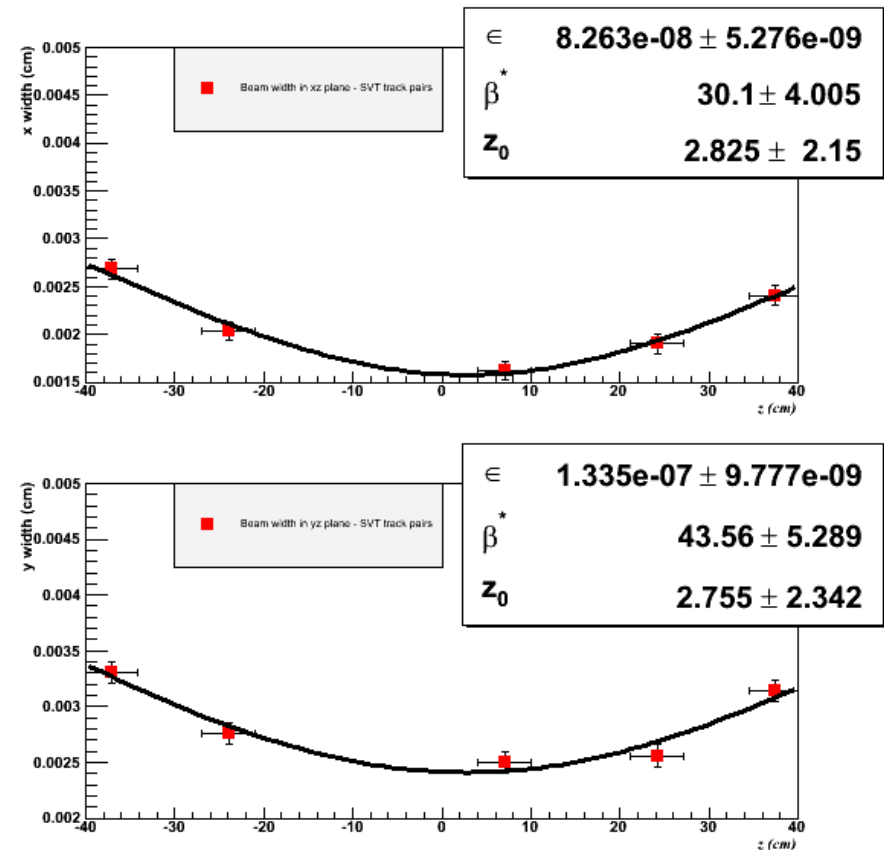 ∈ 8.263e-08 ± 5.276e-09
β* 30.1 ± 4.005
z₀ 2.825 ± 2.15
Beam width in xz plane - SVT track pairs
x width (cm)
0.005
0.0045
0.004
0.0035
0.003
0.0025
0.002
0.0015
-40 -30 -20 -10 0 10 20 30 40
z (cm)
∈ 1.335e-07 ± 9.777e-09
β* 43.56 ± 5.289
z₀ 2.755 ± 2.342
Beam width in yz plane - SVT track pairs
y width (cm)
0.005
0.0045
0.004
0.0035
0.003
0.0025
0.002
-40 -30 -20 -10 0 10 20 30 40
z (cm)